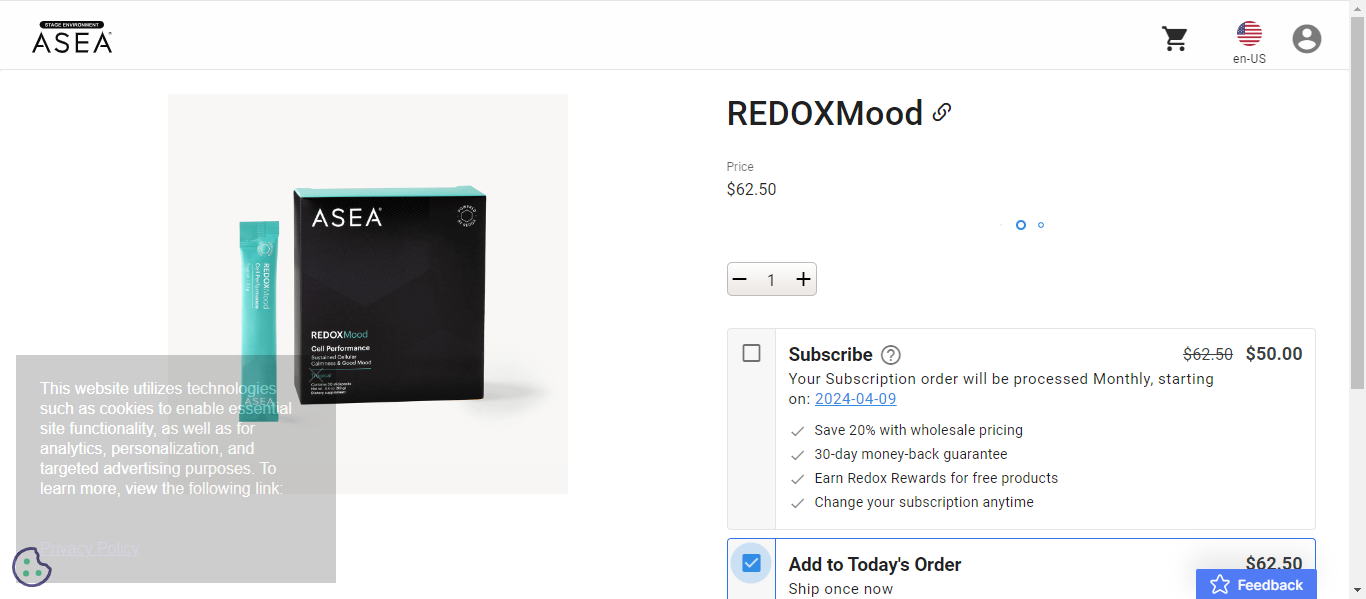 STAGE ENVIRONMENT
ASEA
en-US
REDOXMood
Price
$62.50
1
ASEA
REDOXMood
Cell Performance
Sustained Cellular
Calmness & Good Mood
REDOXMood
Cell Performance
ASEA
This website utilizes technologies
such as cookies to enable essential
site functionality, as well as for
analytics, personalization, and
targeted advertising purposes. To
learn more, view the following link:
Privacy Policy
Subscribe ? $62.50 $50.00
Your Subscription order will be processed Monthly, starting
on: 2024-04-09
Save 20% with wholesale pricing
30-day money-back guarantee
Earn Redox Rewards for free products
Change your subscription anytime
Add to Today's Order $62.50
Ship once now
Feedback